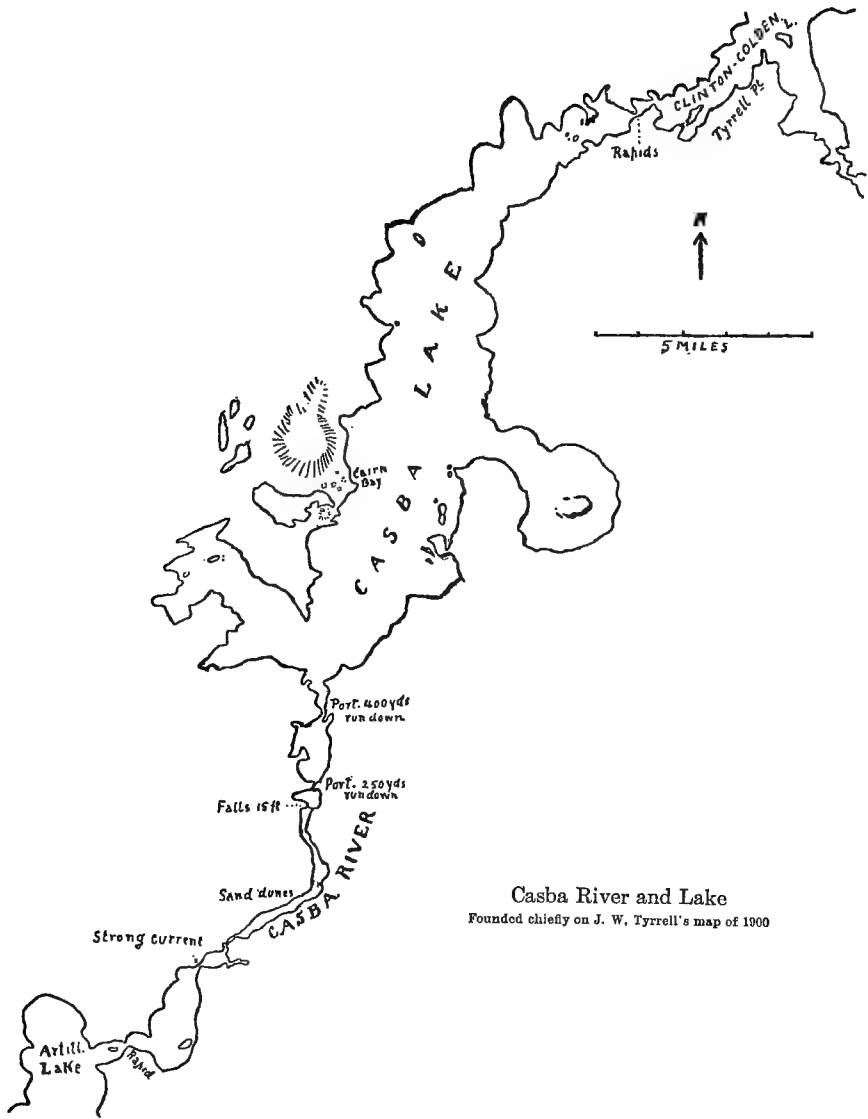 CLINTON-COLDEN L.
Tyrrell Pt
Rapids
N
5 MILES
CASBA LAKE
Cairn
Bay
Port. 400 yds
run down
Port. 250 yds
run down
Falls 15 ft
CASBA RIVER
Sand dunes
Strong current
Artill.
Lake
Rapid
Casba River and Lake
Founded chiefly on J. W. Tyrrell's map of 1900